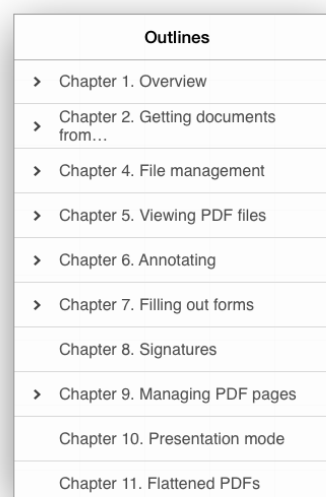 Outlines
Chapter 1. Overview
Chapter 2. Getting documents
from…
Chapter 4. File management
Chapter 5. Viewing PDF files
Chapter 6. Annotating
Chapter 7. Filling out forms
Chapter 8. Signatures
Chapter 9. Managing PDF pages
Chapter 10. Presentation mode
Chapter 11. Flattened PDFs